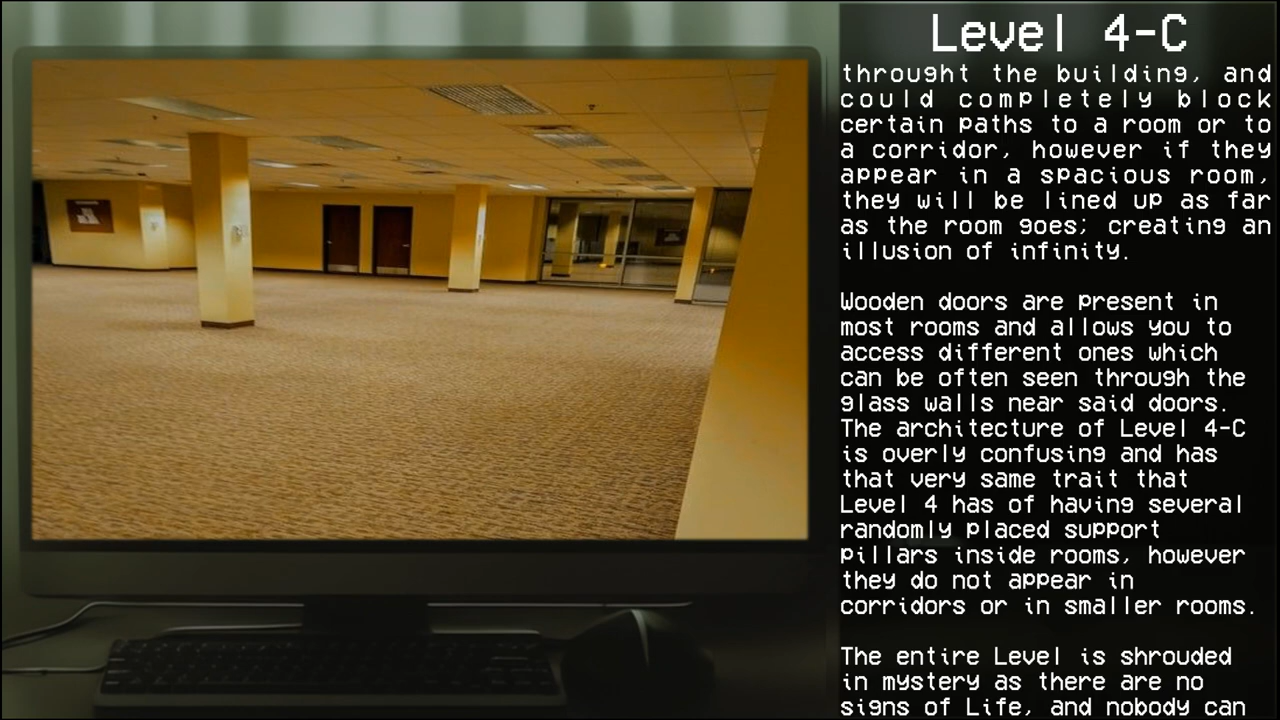 Level 4-C
throught the building, and
could completely block
certain paths to a room or to
a corridor, however if they
appear in a spacious room,
they will be lined up as far
as the room goes; creating an
illusion of infinity.
Wooden doors are present in
most rooms and allows you to
access different ones which
can be often seen through the
glass walls near said doors.
The architecture of Level 4-C
is overly confusing and has
that very same trait that
Level 4 has of having several
randomly placed support
pillars inside rooms, however
they do not appear in
corridors or in smaller rooms.
The entire Level is shrouded
in mystery as there are no
signs of Life, and nobody can